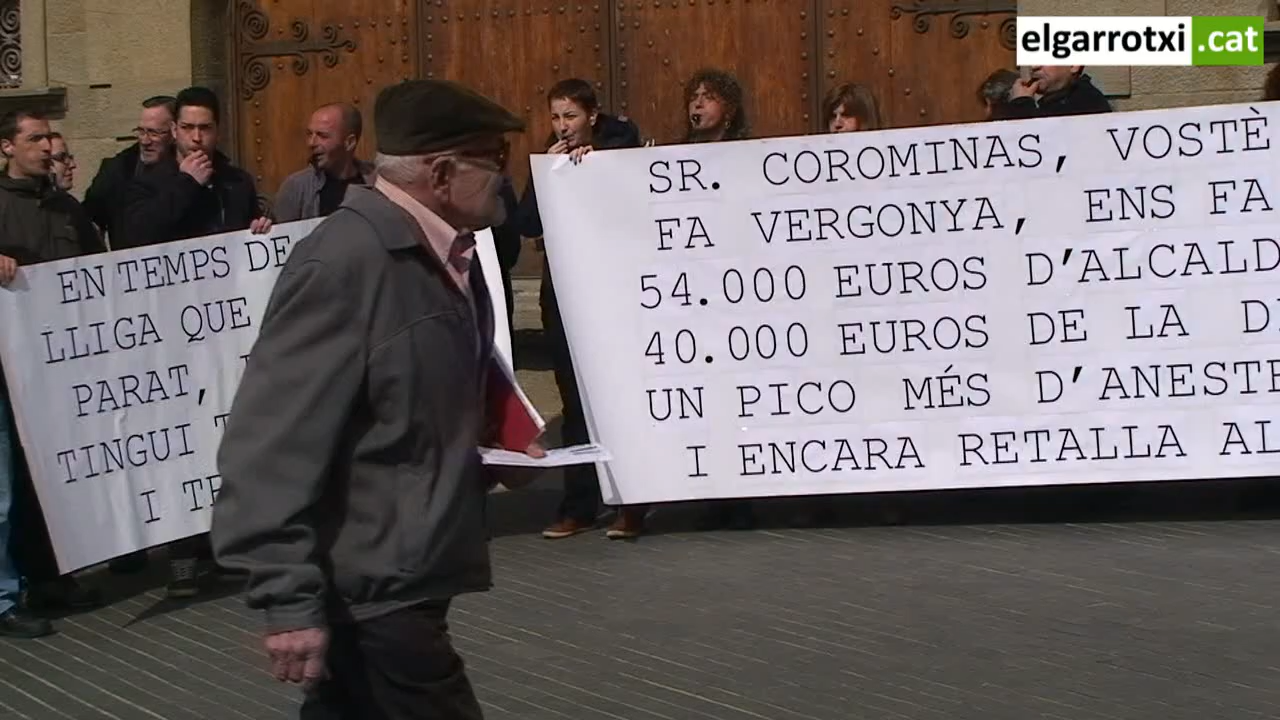 elgarrotxi.cat
EN TEMPS DE
LLIGA QUE
PARAT,
TINGUI
I
SR. COROMINAS, VOSTÈ
FA VERGONYA, ENS FA
54.000 EUROS D'ALCALD
40.000 EUROS DE LA D
UN PICO MÉS D'ANESTE
I ENCARA RETALLA AL